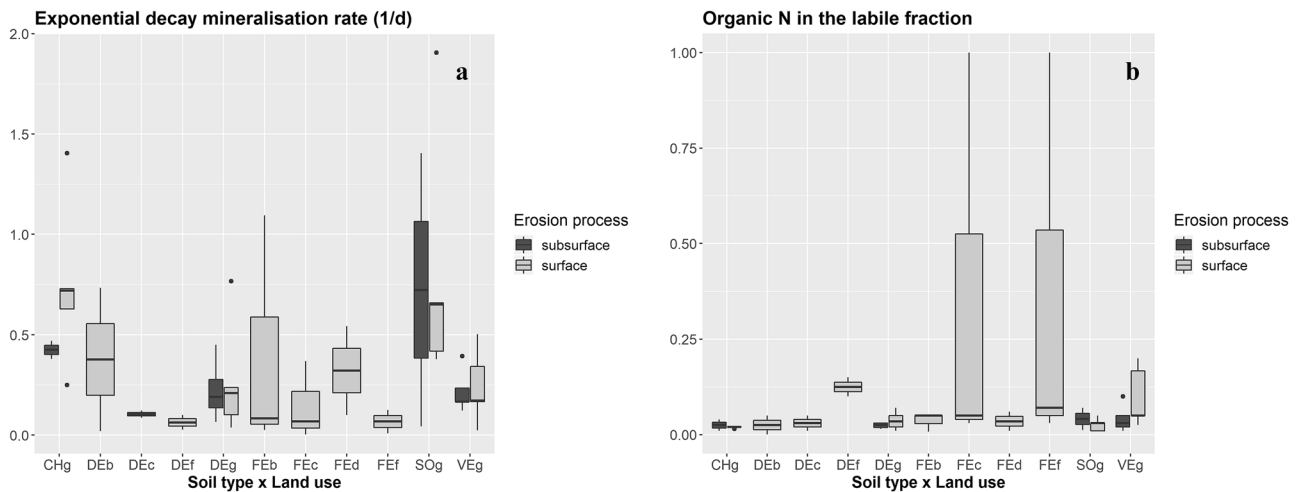 Exponential decay mineralisation rate (1/d)
2.0
1.5
1.0
0.5
0.0
a
CHg DEb DEc DEf DEg FEb FEc FEd FEf SOg VEg
Soil type x Land use
Erosion process
subsurface
surface
Organic N in the labile fraction
1.00
0.75
0.50
0.25
0.00
b
CHg DEb DEc DEf DEg FEb FEc FEd FEf SOg VEg
Soil type x Land use
Erosion process
subsurface
surface